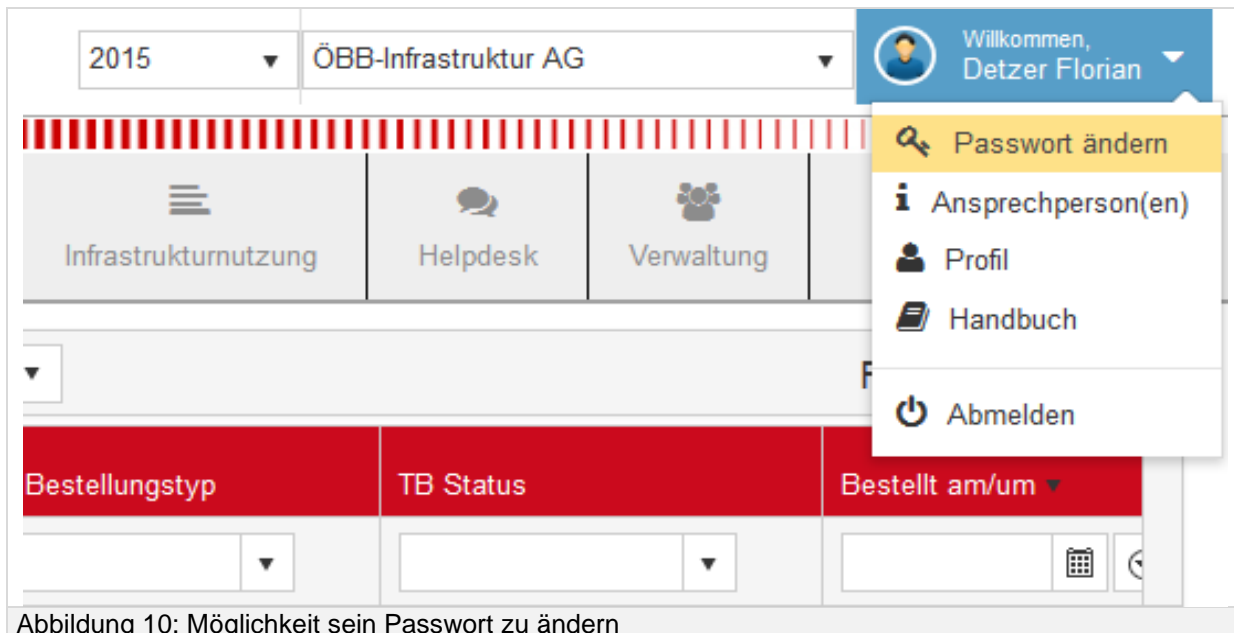 2015 ÖBB-Infrastruktur AG Willkommen,
Detzer Florian
Passwort ändern
Ansprechperson(en)
Profil
Handbuch
Abmelden
Infrastrukturnutzung Helpdesk Verwaltung
Bestellungstyp TB Status Bestellt am/um
Abbildung 10: Möglichkeit sein Passwort zu ändern